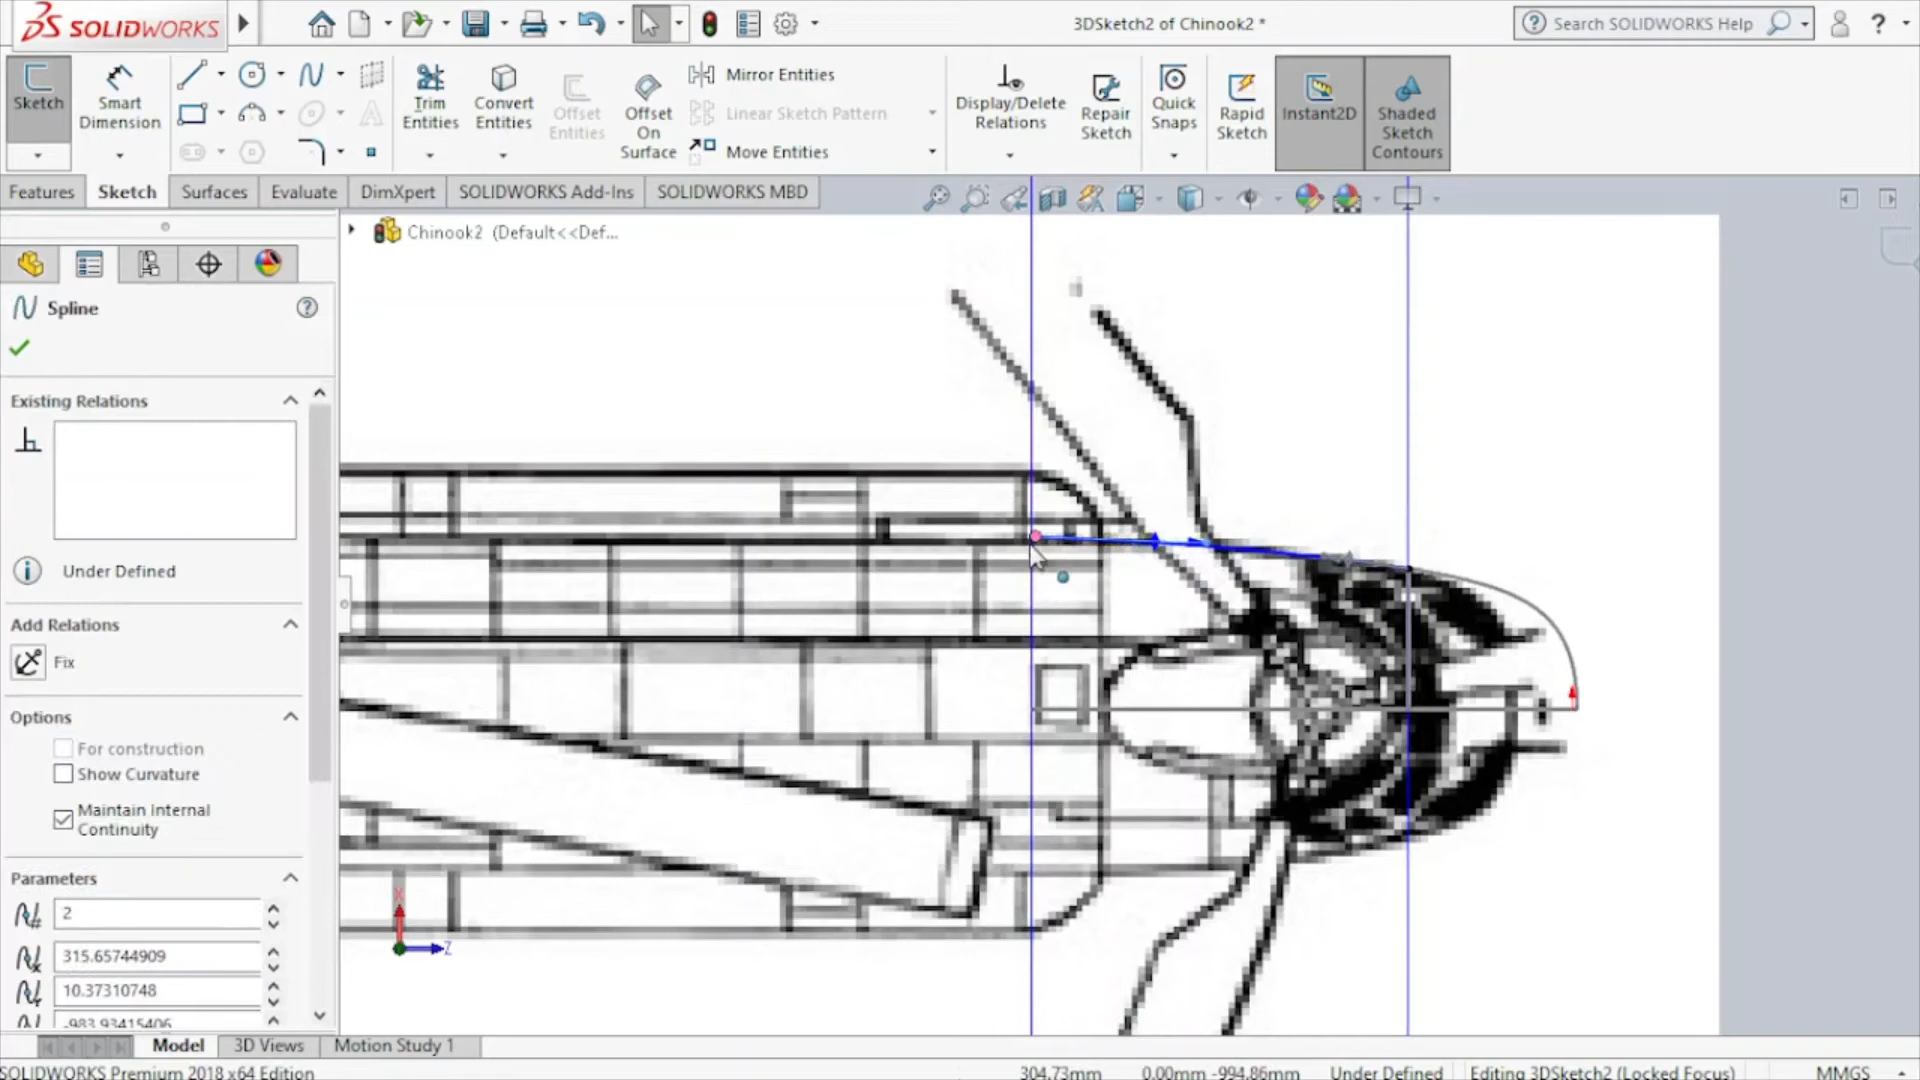 SOLIDWORKS
3DSketch2 of Chinook2 *
Search SOLIDWORKS Help
?
Sketch
Smart Dimension
Trim Entities
Convert Entities
Offset Entities
Offset On Surface
Mirror Entities
Linear Sketch Pattern
Move Entities
Display/Delete Relations
Repair Sketch
Quick Snaps
Rapid Sketch
Instant2D
Shaded Sketch Contours
Features
Sketch
Surfaces
Evaluate
DimXpert
SOLIDWORKS Add-Ins
SOLIDWORKS MBD
Chinook2 (Default<<Def...
Spline
Existing Relations
Under Defined
Add Relations
Fix
Options
For construction
Show Curvature
Maintain Internal Continuity
Parameters
2
315.65744909
10.37310748
-983.93415406
X
Z
Model
3D Views
Motion Study 1
SOLIDWORKS Premium 2018 x64 Edition
304.73mm
0.00mm -994.86mm
Under Defined
Editing 3DSketch2 (Locked Focus)
MMGS